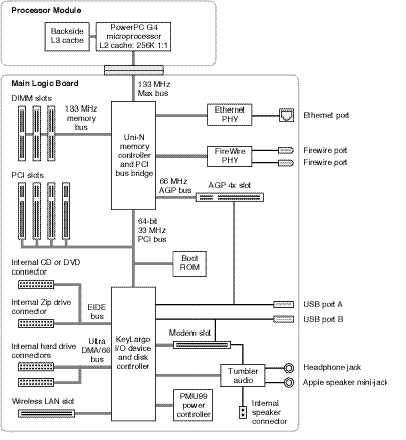 Processor Module
Backside
L3 cache
PowerPC G4
microprocessor
L2 cache: 256K 1:1
133 MHz
Max bus
Main Logic Board
DIMM slots
133 MHz
memory
bus
Uni-N
memory
controller
and PCI
bus bridge
Ethernet
PHY
Ethernet port
FireWire
PHY
Firewire port
Firewire port
PCI slots
66 MHz
AGP bus
AGP 4x slot
64-bit
33 MHz
PCI bus
Boot
ROM
Internal CD or DVD
connector
Internal Zip drive
connector
EIDE
bus
Ultra
DMA/66
bus
Internal hard drive
connectors
KeyLargo
I/O device
and disk
controller
USB port A
USB port B
Modem slot
Tumbler
audio
Headphone jack
Apple speaker mini-jack
Wireless LAN slot
PMU99
power
controller
Internal
speaker
connector